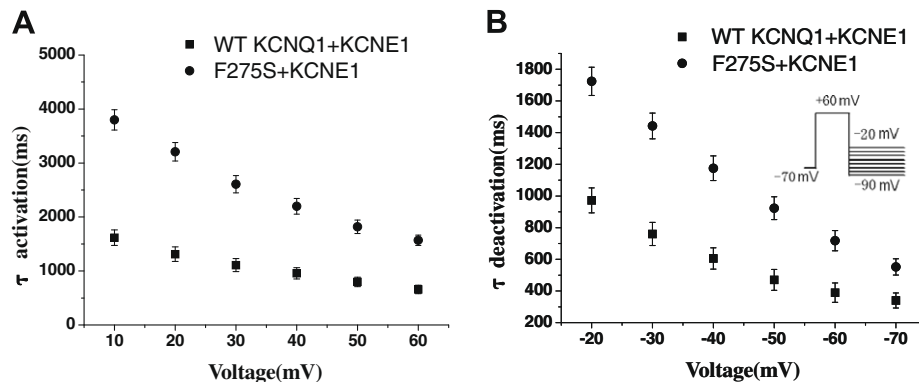 A
■ WT KCNQ1+KCNE1
● F275S+KCNE1
5000
4000
3000
2000
1000
0
τ activation(ms)
10 20 30 40 50 60
Voltage(mV)
B
■ WT KCNQ1+KCNE1
● F275S+KCNE1
1800
1600
1400
1200
1000
800
600
400
200
τ deactivation(ms)
+60 mV
-20 mV
-70 mV
-90 mV
-20 -30 -40 -50 -60 -70
Voltage(mV)